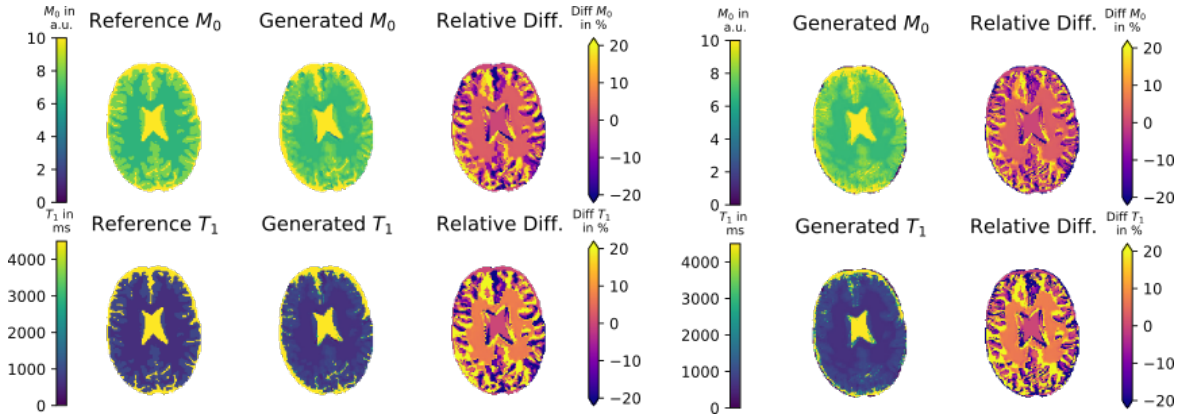 M₀ in
a.u.
Reference M₀
Generated M₀
Relative Diff.
Diff M₀
in %
10
8
6
4
2
0
20
10
0
−10
−20
T₁ in
ms
Reference T₁
Generated T₁
Relative Diff.
Diff T₁
in %
4000
3000
2000
1000
0
20
10
0
−10
−20
M₀ in
a.u.
Generated M₀
Relative Diff.
Diff M₀
in %
10
8
6
4
2
0
20
10
0
−10
−20
T₁ in
ms
Generated T₁
Relative Diff.
Diff T₁
in %
4000
3000
2000
1000
0
20
10
0
−10
−20